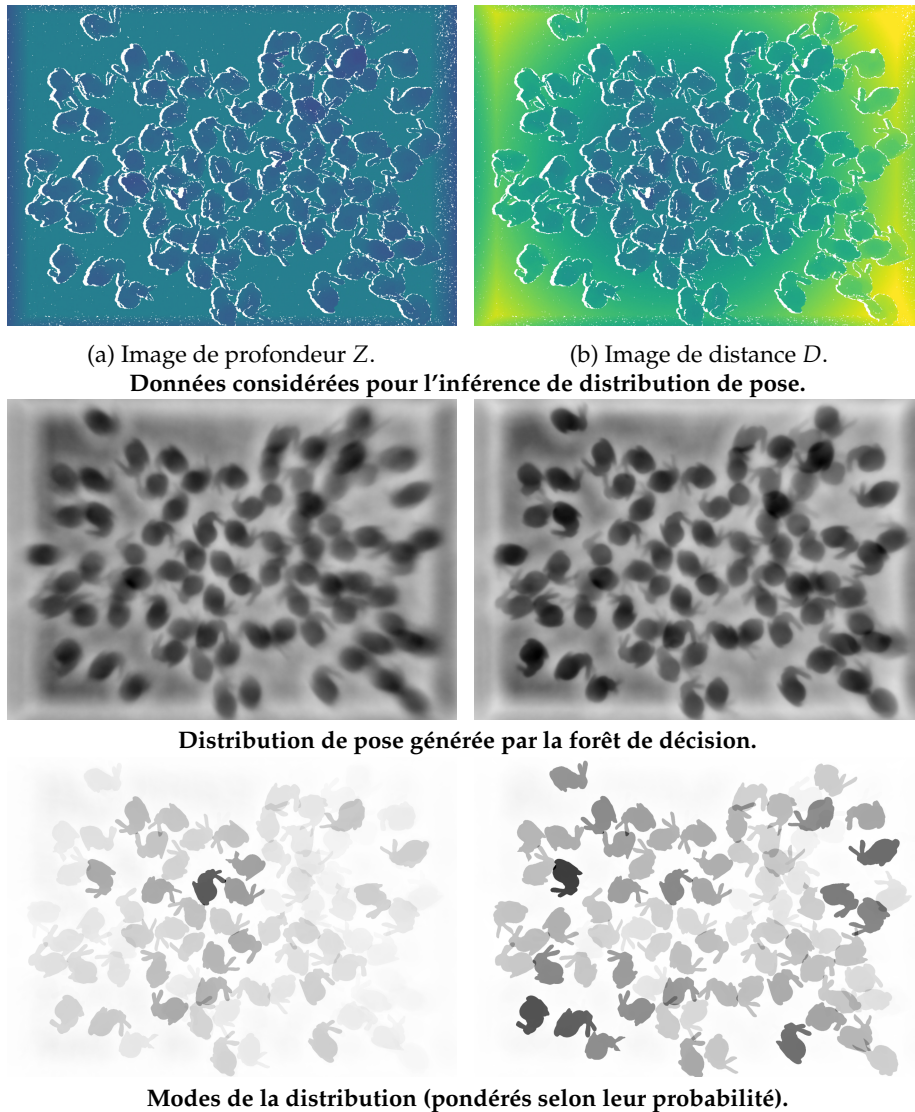 (a) Image de profondeur Z.
(b) Image de distance D.
Données considérées pour l'inférence de distribution de pose.
Distribution de pose générée par la forêt de décision.
Modes de la distribution (pondérés selon leur probabilité).